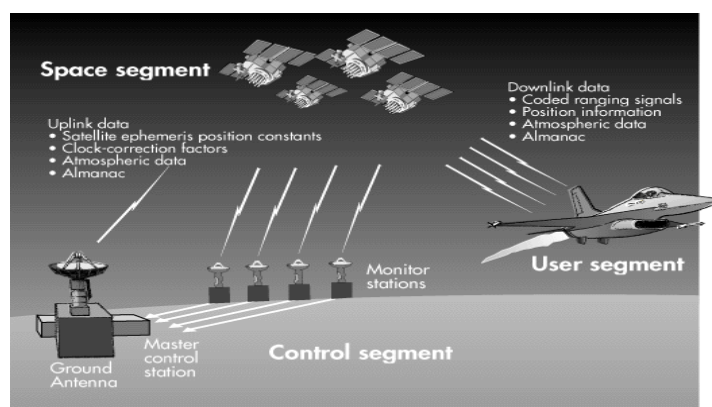 Space segment
Downlink data
• Coded ranging signals
• Position information
• Atmospheric data
• Almanac
Uplink data
• Satellite ephemeris position constants
• Clock-correction factors
• Atmospheric data
• Almanac
User segment
Monitor
stations
Master
control
station
Control segment
Ground
Antenna